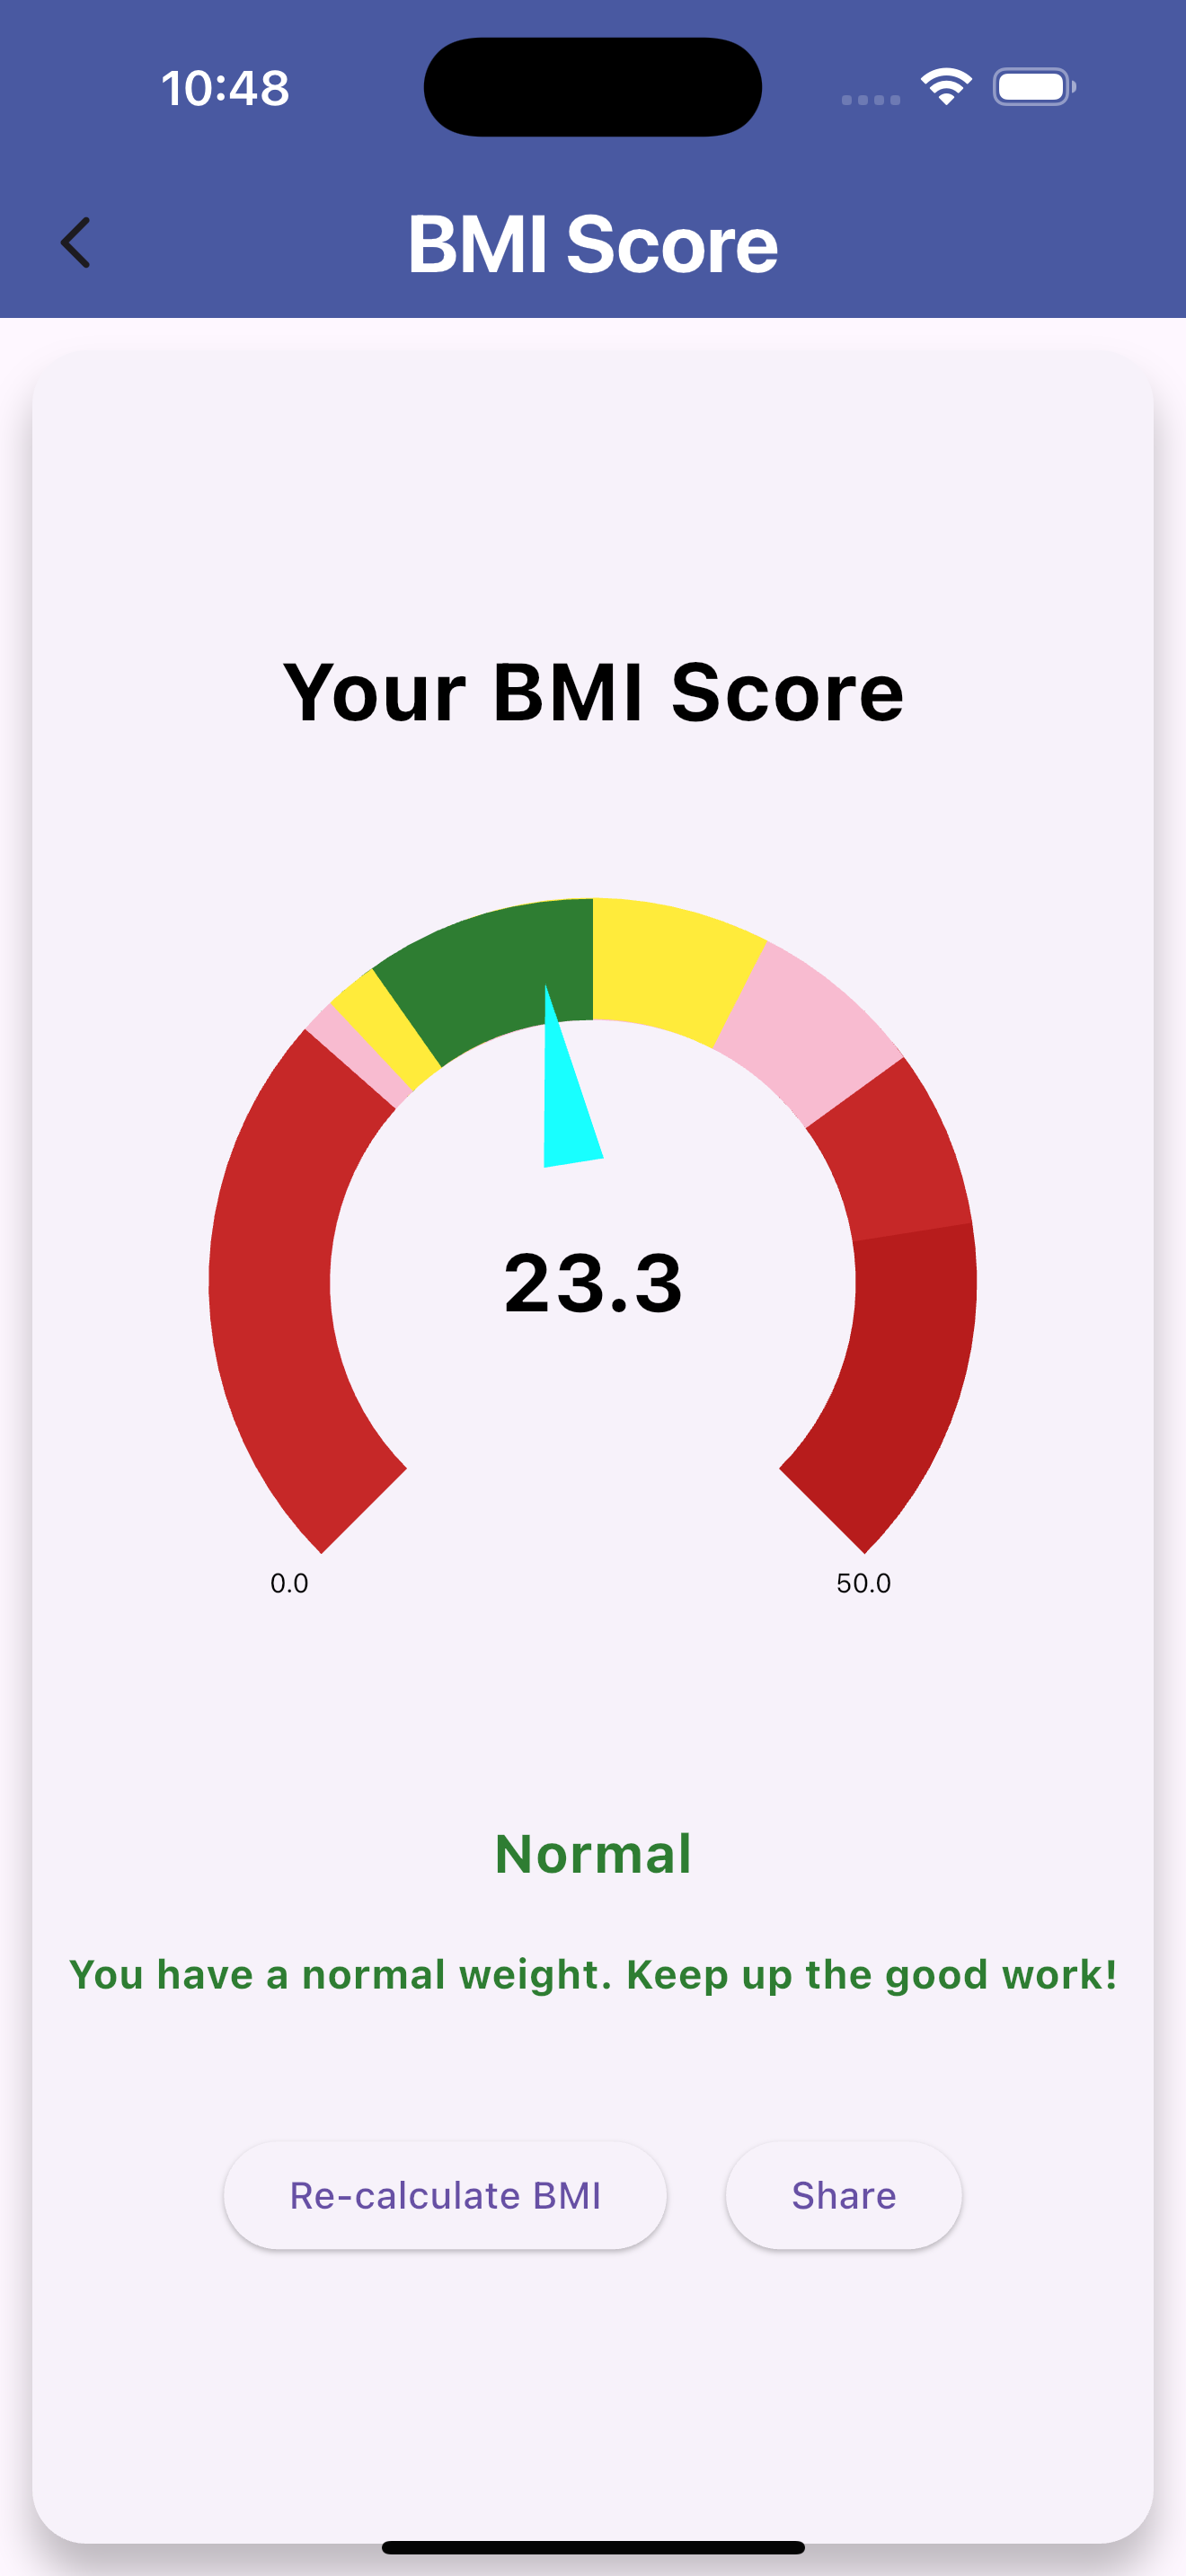 10:48
BMI Score
Your BMI Score
23.3
0.0 50.0
Normal
You have a normal weight. Keep up the good work!
Re-calculate BMI Share